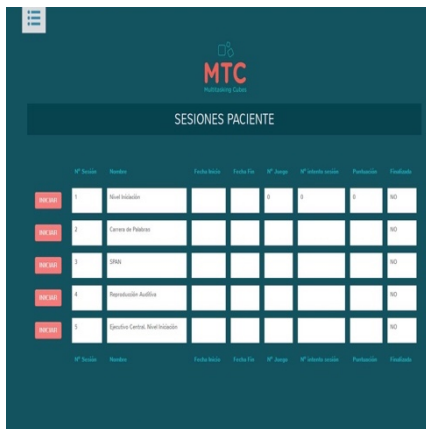 MTC
Multitasking Cubes
SESIONES PACIENTE
Nº Sesión Nombre Fecha Inicio Fecha Fin Nº Juego Nº intento sesión Puntuación Finalizada
INICIAR 1 Nivel Iniciación 0 0 0 NO
INICIAR 2 Carrera de Palabras NO
INICIAR 3 SPAN NO
INICIAR 4 Reproducción Auditiva NO
INICIAR 5 Ejecutivo Central. Nivel Iniciación NO
Nº Sesión Nombre Fecha Inicio Fecha Fin Nº Juego Nº intento sesión Puntuación Finalizada